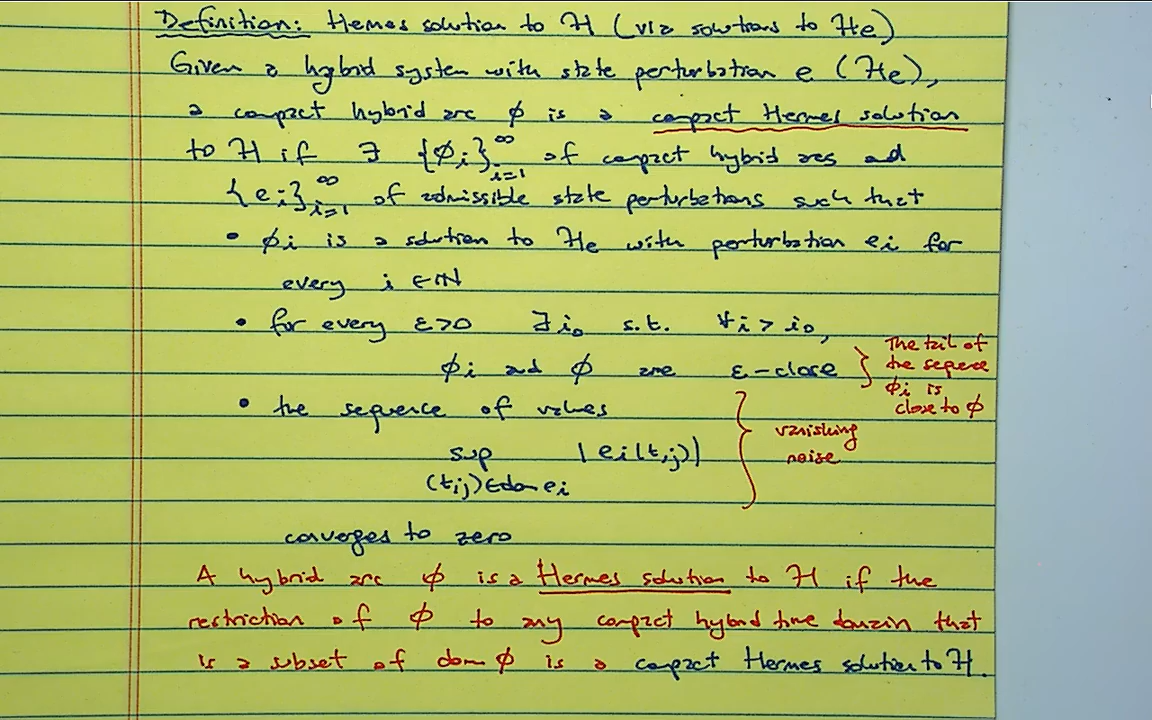 Definition: Hermes solution to H (via solutions to He)
Given a hybrid system with state perturbation e (He),
a compact hybrid arc ϕ is a compact Hermes solution
to H if ∃ {ϕi}∞i=1 of compact hybrid arcs and
{ei}∞i=1 of admissible state perturbations such that
• ϕi is a solution to He with perturbation ei for
every i ∈ N
• for every ε>0 ∃ i0 s.t. ∀i > i0,
ϕi and ϕ are ε-close
The tail of
the sequence
ϕi is
close to ϕ
• the sequence of values
sup |ei(t,j)|
(t,j)∈dom ei
vanishing
noise
converges to zero
A hybrid arc ϕ is a Hermes solution to H if the
restriction of ϕ to any compact hybrid time domain that
is a subset of dom ϕ is a compact Hermes solution to H.